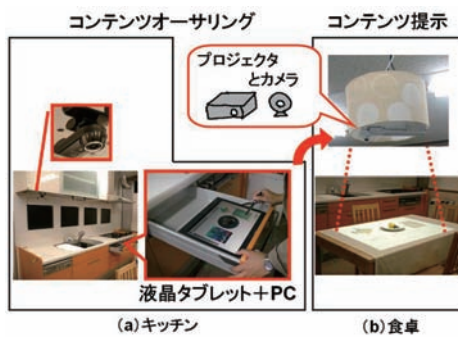 コンテンツオーサリング
コンテンツ提示
プロジェクタ
とカメラ
液晶タブレット+PC
(a)キッチン
(b)食卓